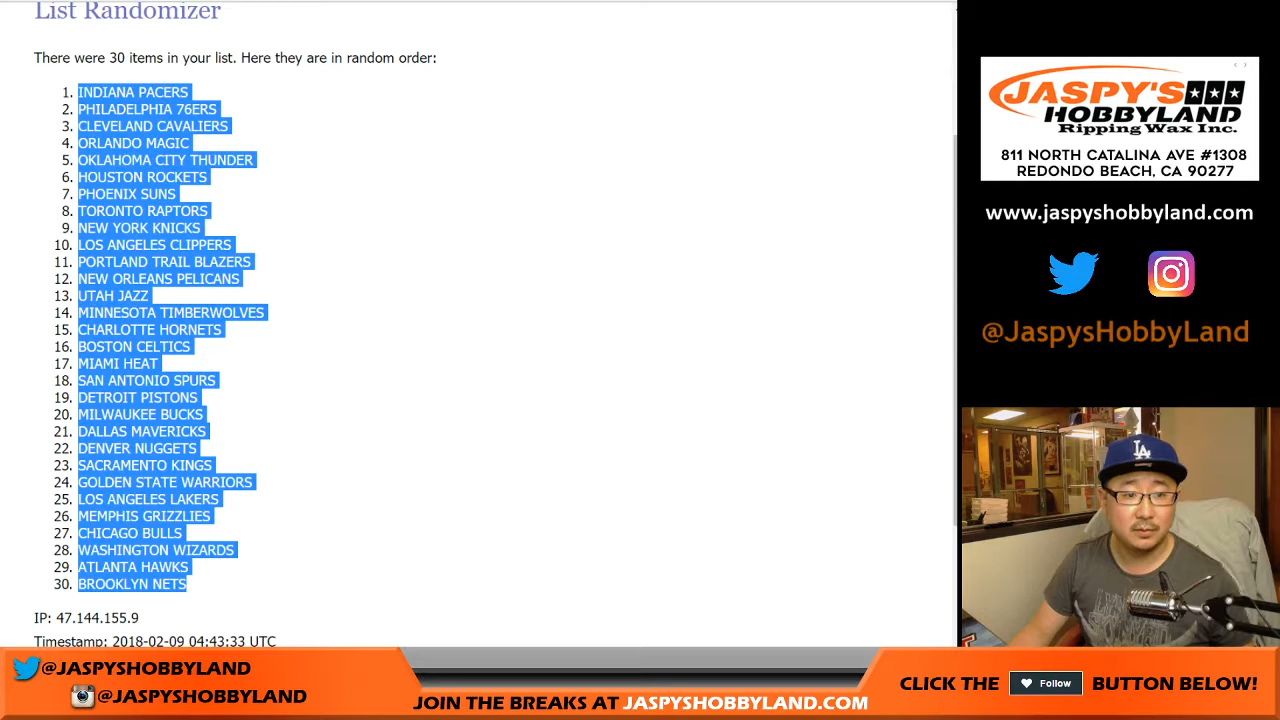 List Randomizer
There were 30 items in your list. Here they are in random order:
1. INDIANA PACERS
2. PHILADELPHIA 76ERS
3. CLEVELAND CAVALIERS
4. ORLANDO MAGIC
5. OKLAHOMA CITY THUNDER
6. HOUSTON ROCKETS
7. PHOENIX SUNS
8. TORONTO RAPTORS
9. NEW YORK KNICKS
10. LOS ANGELES CLIPPERS
11. PORTLAND TRAIL BLAZERS
12. NEW ORLEANS PELICANS
13. UTAH JAZZ
14. MINNESOTA TIMBERWOLVES
15. CHARLOTTE HORNETS
16. BOSTON CELTICS
17. MIAMI HEAT
18. SAN ANTONIO SPURS
19. DETROIT PISTONS
20. MILWAUKEE BUCKS
21. DALLAS MAVERICKS
22. DENVER NUGGETS
23. SACRAMENTO KINGS
24. GOLDEN STATE WARRIORS
25. LOS ANGELES LAKERS
26. MEMPHIS GRIZZLIES
27. CHICAGO BULLS
28. WASHINGTON WIZARDS
29. ATLANTA HAWKS
30. BROOKLYN NETS
IP: 47.144.155.9
Timestamp: 2018-02-09 04:43:33 UTC
JASPY'S
HOBBYLAND
Ripping Wax Inc.
811 NORTH CATALINA AVE #1308
REDONDO BEACH, CA 90277
www.jaspyshobbyland.com
@JaspysHobbyLand
LA
@JASPYSHOBBYLAND
@JASPYSHOBBYLAND
JOIN THE BREAKS AT JASPYSHOBBYLAND.COM
CLICK THE Follow BUTTON BELOW!